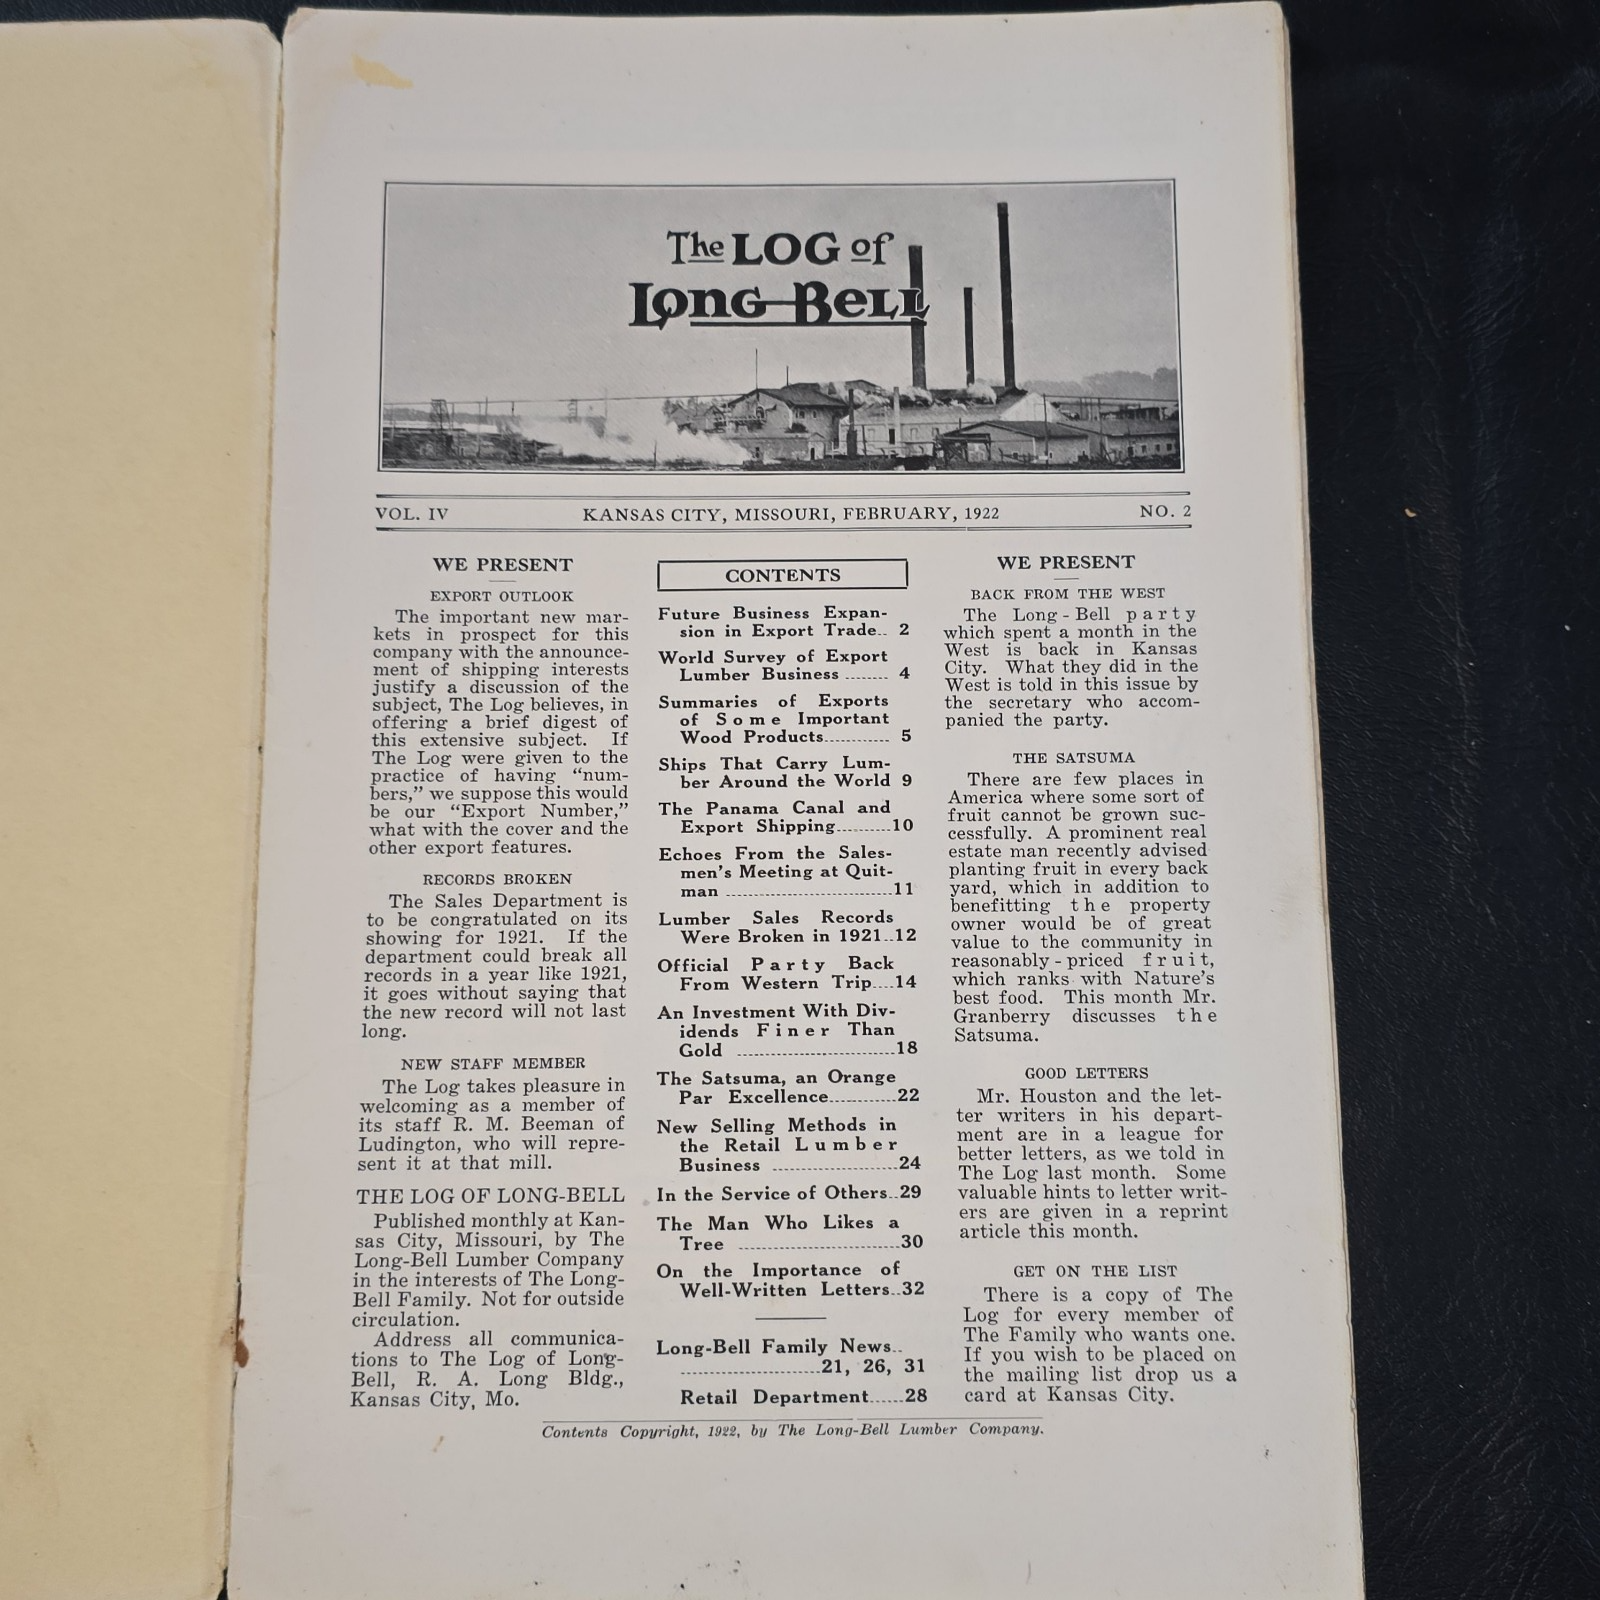 The LOG of
Long-Bell
VOL. IV KANSAS CITY, MISSOURI, FEBRUARY, 1922 NO. 2
WE PRESENT
EXPORT OUTLOOK
The important new mar-
kets in prospect for this
company with the announce-
ment of shipping interests
justify a discussion of the
subject, The Log believes, in
offering a brief digest of
this extensive subject. If
The Log were given to the
practice of having "num-
bers," we suppose this would
be our "Export Number,"
what with the cover and the
other export features.
RECORDS BROKEN
The Sales Department is
to be congratulated on its
showing for 1921. If the
department could break all
records in a year like 1921,
it goes without saying that
the new record will not last
long.
NEW STAFF MEMBER
The Log takes pleasure in
welcoming as a member of
its staff R. M. Beeman of
Ludington, who will repre-
sent it at that mill.
THE LOG OF LONG-BELL
Published monthly at Kan-
sas City, Missouri, by The
Long-Bell Lumber Company
in the interests of The Long-
Bell Family. Not for outside
circulation.
Address all communica-
tions to The Log of Long-
Bell, R. A. Long Bldg.,
Kansas City, Mo.
CONTENTS
Future Business Expan-
sion in Export Trade.. 2
World Survey of Export
Lumber Business ........ 4
Summaries of Exports
of Some Important
Wood Products............ 5
Ships That Carry Lum-
ber Around the World 9
The Panama Canal and
Export Shipping..........10
Echoes From the Sales-
men's Meeting at Quit-
man ..............................11
Lumber Sales Records
Were Broken in 1921..12
Official Party Back
From Western Trip....14
An Investment With Div-
idends Finer Than
Gold ............................18
The Satsuma, an Orange
Par Excellence............22
New Selling Methods in
the Retail Lumber
Business ......................24
In the Service of Others..29
The Man Who Likes a
Tree ............................30
On the Importance of
Well-Written Letters..32
Long-Bell Family News..
.........................21, 26, 31
Retail Department......28
WE PRESENT
BACK FROM THE WEST
The Long-Bell party
which spent a month in the
West is back in Kansas
City. What they did in the
West is told in this issue by
the secretary who accom-
panied the party.
THE SATSUMA
There are few places in
America where some sort of
fruit cannot be grown suc-
cessfully. A prominent real
estate man recently advised
planting fruit in every back
yard, which in addition to
benefitting the property
owner would be of great
value to the community in
reasonably-priced fruit,
which ranks with Nature's
best food. This month Mr.
Granberry discusses the
Satsuma.
GOOD LETTERS
Mr. Houston and the let-
ter writers in his depart-
ment are in a league for
better letters, as we told in
The Log last month. Some
valuable hints to letter writ-
ers are given in a reprint
article this month.
GET ON THE LIST
There is a copy of The
Log for every member of
The Family who wants one.
If you wish to be placed on
the mailing list drop us a
card at Kansas City.
Contents Copyright, 1922, by The Long-Bell Lumber Company.